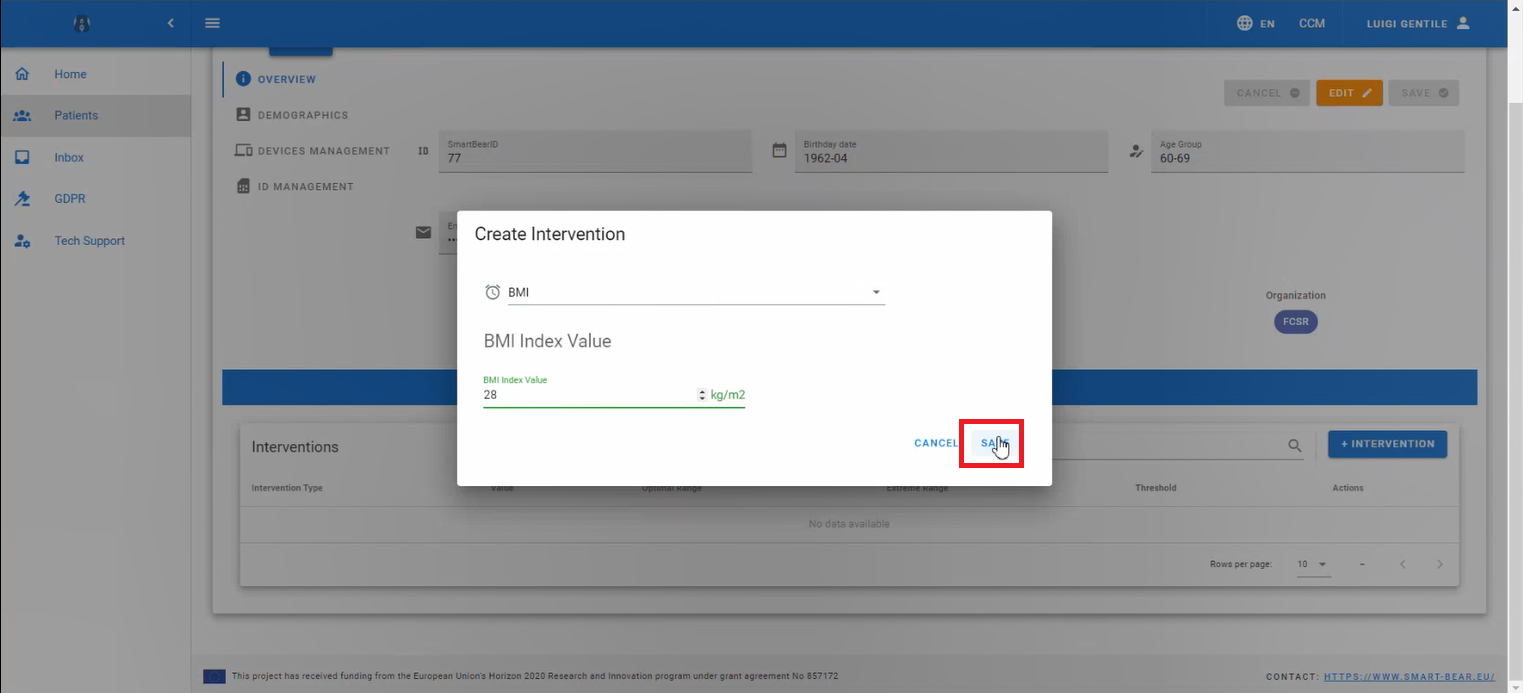 EN CCM LUIGI GENTILE
Home
Patients
Inbox
GDPR
Tech Support
OVERVIEW
DEMOGRAPHICS
DEVICES MANAGEMENT
ID MANAGEMENT
CANCEL EDIT SAVE
ID SmartBearID
77
Birthday date
1962-04
Age Group
60-69
Organization
FCSR
Create Intervention
BMI
BMI Index Value
BMI Index Value
28 kg/m2
CANCEL
Interventions
+ INTERVENTION
Intervention Type Value Optimal Range Extreme Range Threshold Actions
No data available
Rows per page: 10 –
This project has received funding from the European Union's Horizon 2020 Research and Innovation program under grant agreement No 857172
CONTACT: HTTPS://WWW.SMART-BEAR.EU/